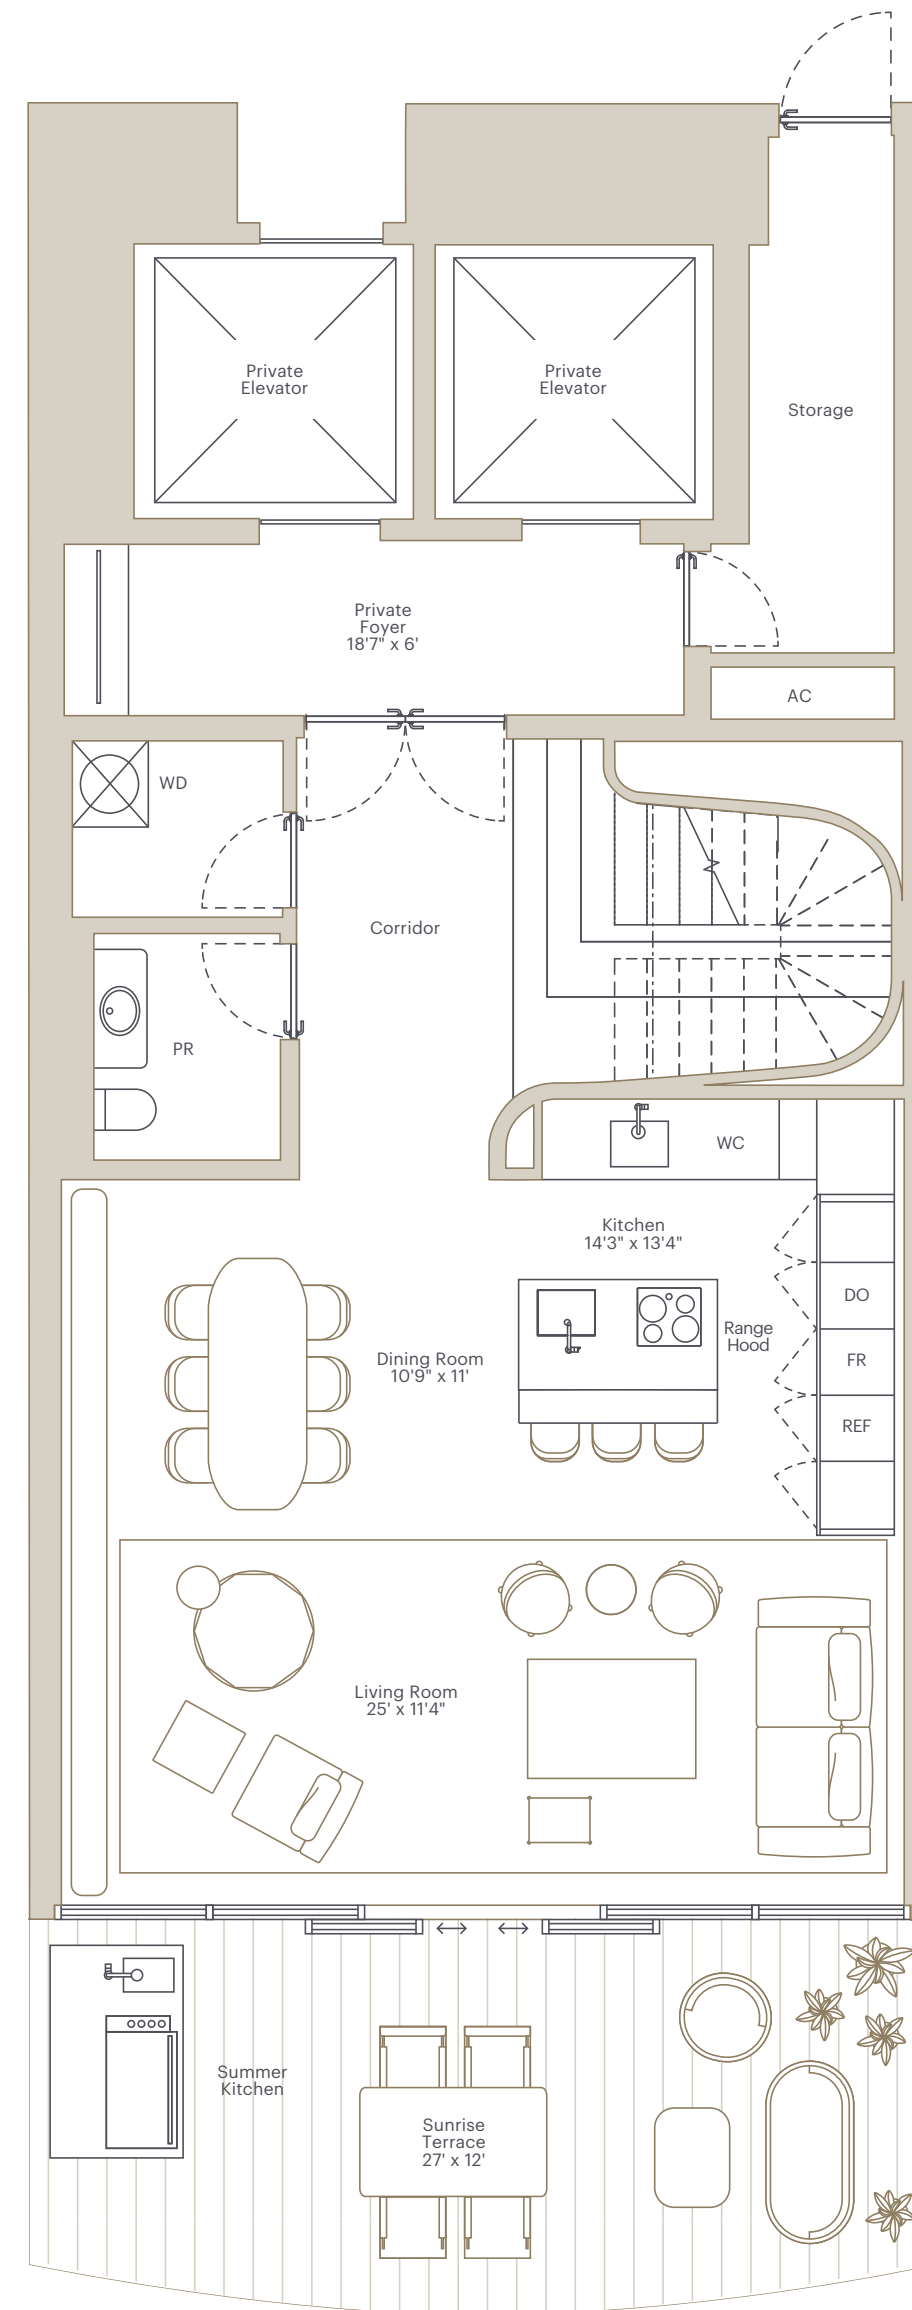 Private
Elevator
Private
Elevator
Storage
Private
Foyer
18'7" x 6'
AC
WD
Corridor
PR
WC
Kitchen
14'3" x 13'4"
DO
Range
Hood
FR
Dining Room
10'9" x 11'
REF
Living Room
25' x 11'4"
Summer
Kitchen
Sunrise
Terrace
27' x 12'